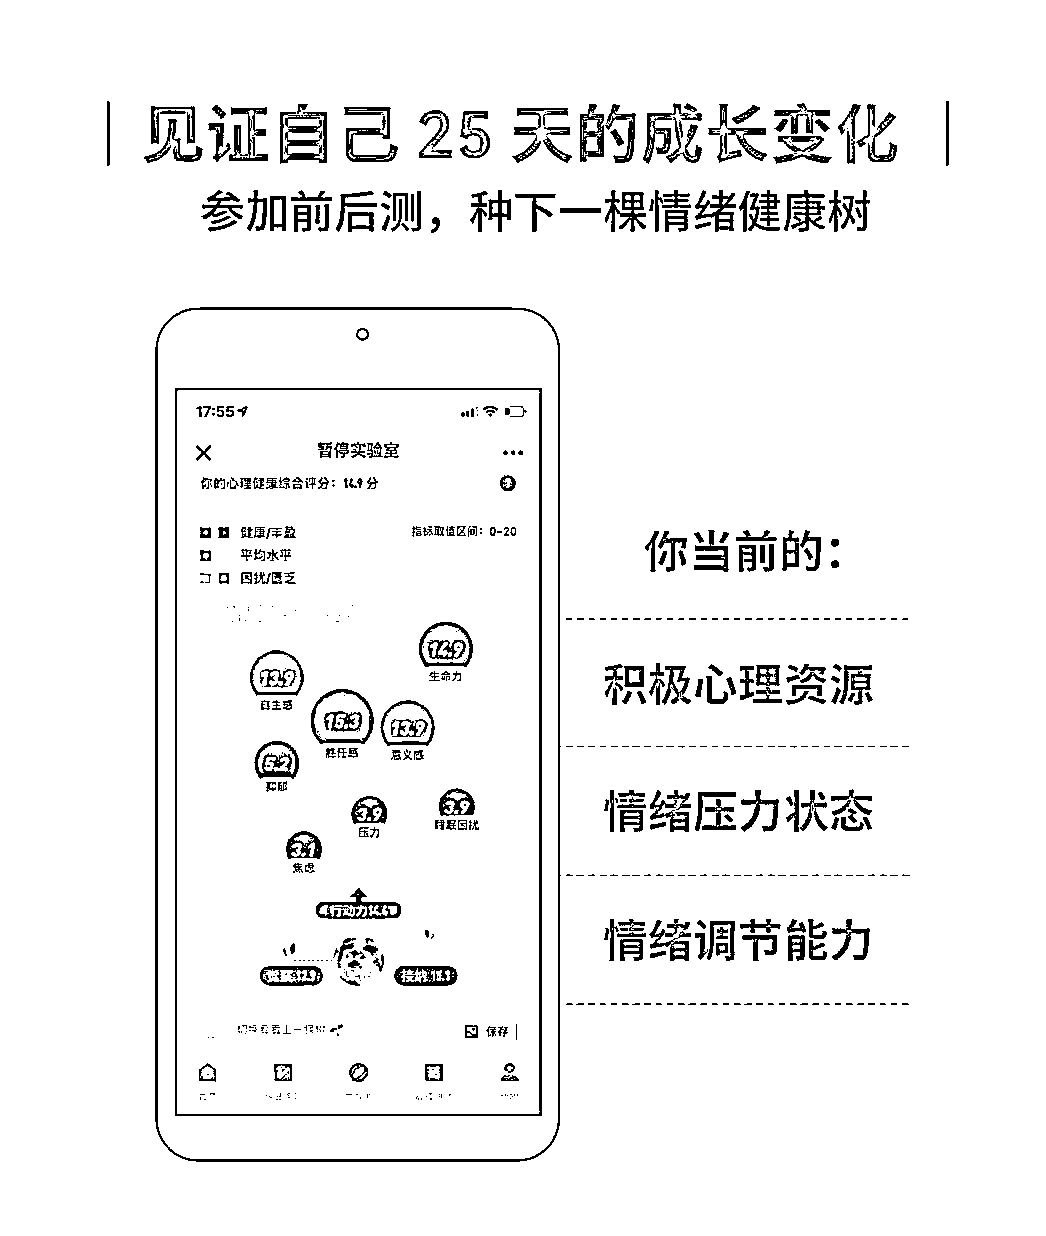 见证自己 25 天的成长变化
参加前后测，种下一棵情绪健康树
17:55
暂停实验室
你的心理健康综合评分：14.9 分
健康/丰盈
指标取值区间：0-20
平均水平
困扰/匮乏
14.9
生命力
13.9
自主感
15.3
胜任感
13.9
意义感
5.2
抑郁
3.9
压力
3.9
睡眠困扰
3.1
焦虑
行动力
保存
你当前的：
积极心理资源
情绪压力状态
情绪调节能力